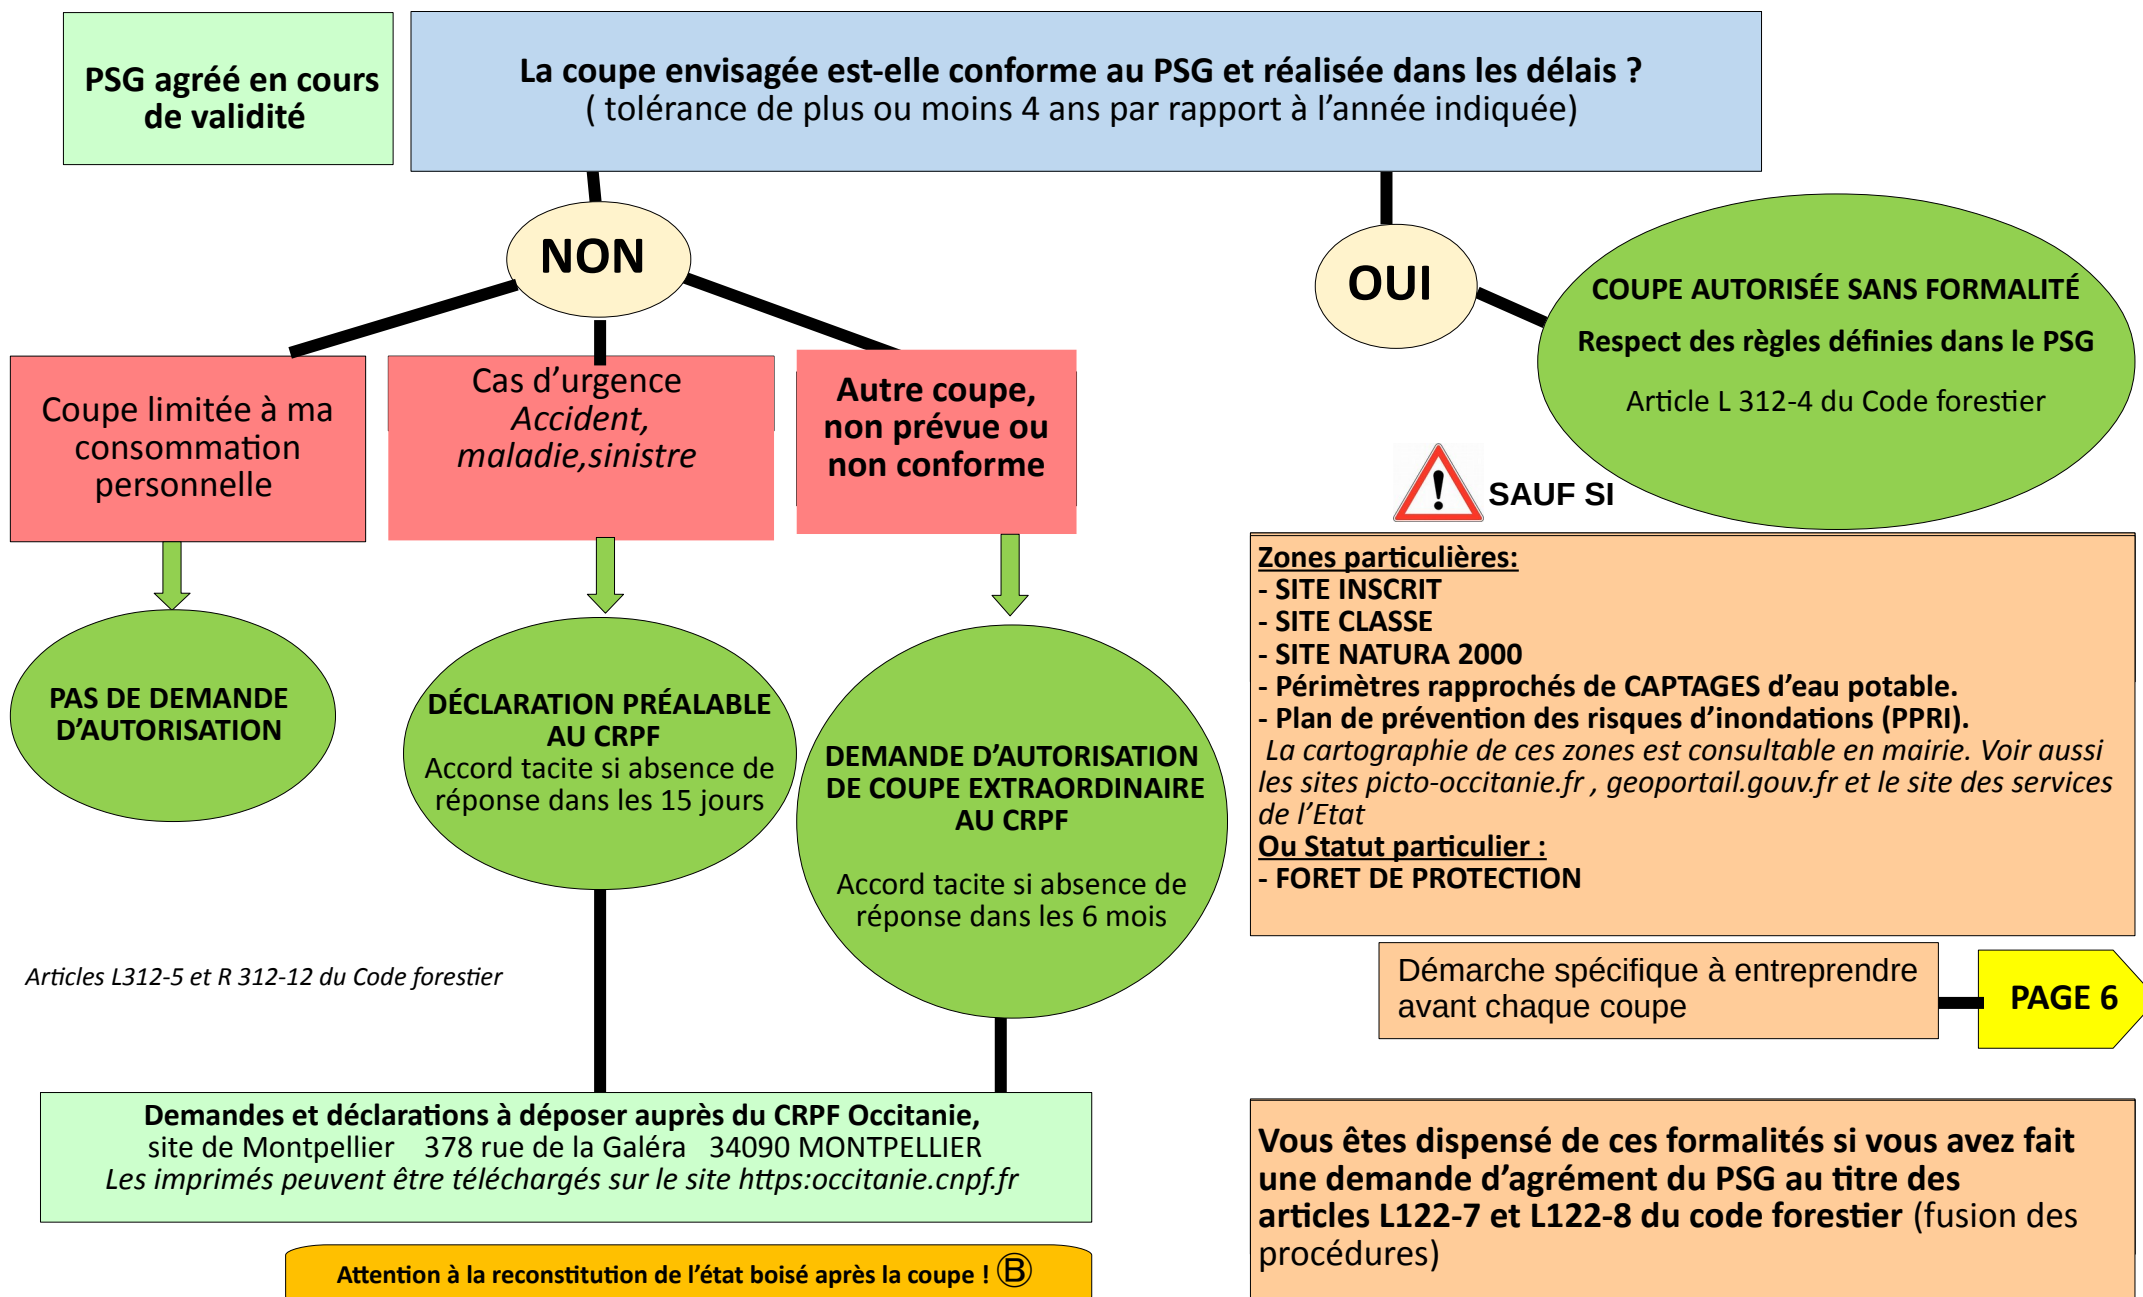 PSG agréé en cours
de validité
La coupe envisagée est-elle conforme au PSG et réalisée dans les délais ?
( tolérance de plus ou moins 4 ans par rapport à l’année indiquée)
NON
OUI
COUPE AUTORISÉE SANS FORMALITÉ
Respect des règles définies dans le PSG
Article L 312-4 du Code forestier
Coupe limitée à ma
consommation
personnelle
Cas d’urgence
Accident,
maladie,sinistre
Autre coupe,
non prévue ou
non conforme
SAUF SI
Zones particulières:
- SITE INSCRIT
- SITE CLASSE
- SITE NATURA 2000
- Périmètres rapprochés de CAPTAGES d’eau potable.
- Plan de prévention des risques d’inondations (PPRI).
La cartographie de ces zones est consultable en mairie. Voir aussi
les sites picto-occitanie.fr , geoportail.gouv.fr et le site des services
de l’Etat
Ou Statut particulier :
- FORET DE PROTECTION
PAS DE DEMANDE
D’AUTORISATION
DÉCLARATION PRÉALABLE
AU CRPF
Accord tacite si absence de
réponse dans les 15 jours
DEMANDE D’AUTORISATION
DE COUPE EXTRAORDINAIRE
AU CRPF
Accord tacite si absence de
réponse dans les 6 mois
Articles L312-5 et R 312-12 du Code forestier
Démarche spécifique à entreprendre
avant chaque coupe
PAGE 6
Demandes et déclarations à déposer auprès du CRPF Occitanie,
site de Montpellier 378 rue de la Galéra 34090 MONTPELLIER
Les imprimés peuvent être téléchargés sur le site https:occitanie.cnpf.fr
Vous êtes dispensé de ces formalités si vous avez fait
une demande d’agrément du PSG au titre des
articles L122-7 et L122-8 du code forestier (fusion des
procédures)
Attention à la reconstitution de l’état boisé après la coupe ! Ⓑ